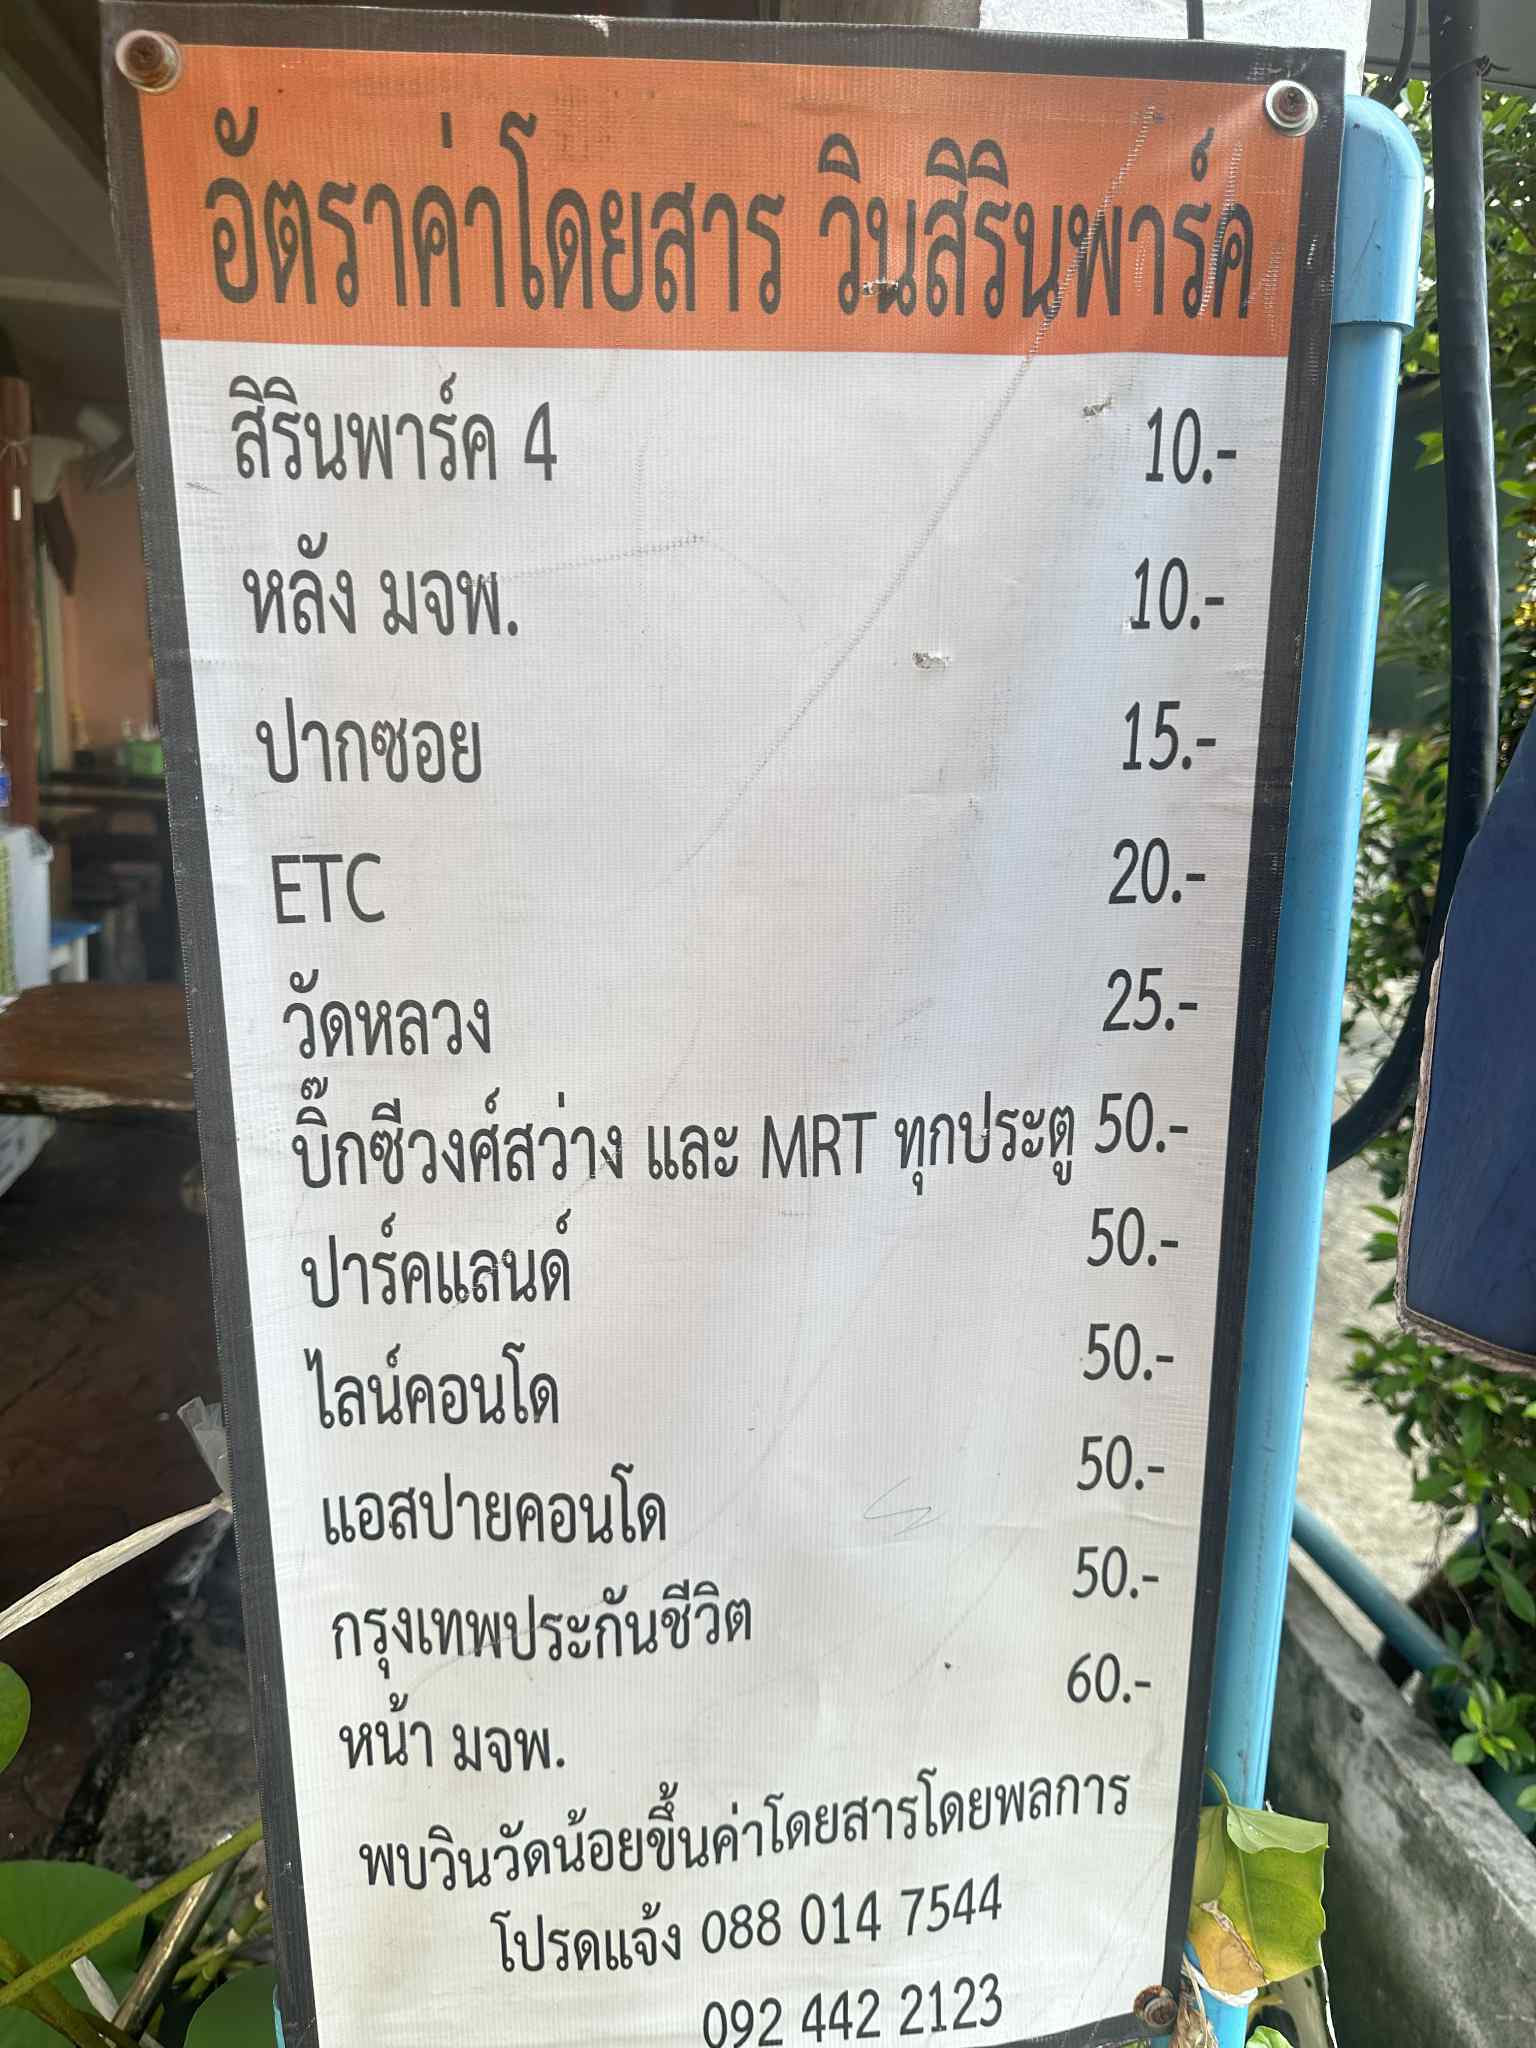 อัตราค่าโดยสาร วินสิรินพาร์ค
สิรินพาร์ค 4 10.-
หลัง มจพ. 10.-
ปากซอย 15.-
ETC 20.-
วัดหลวง 25.-
บิ๊กซีวงศ์สว่าง และ MRT ทุกประตู 50.-
ปาร์คแลนด์ 50.-
ไลน์คอนโด 50.-
แอสปายคอนโด 50.-
กรุงเทพประกันชีวิต 50.-
หน้า มจพ. 60.-
พบวินวัดน้อยขึ้นค่าโดยสารโดยพลการ
โปรดแจ้ง 088 014 7544
092 442 2123